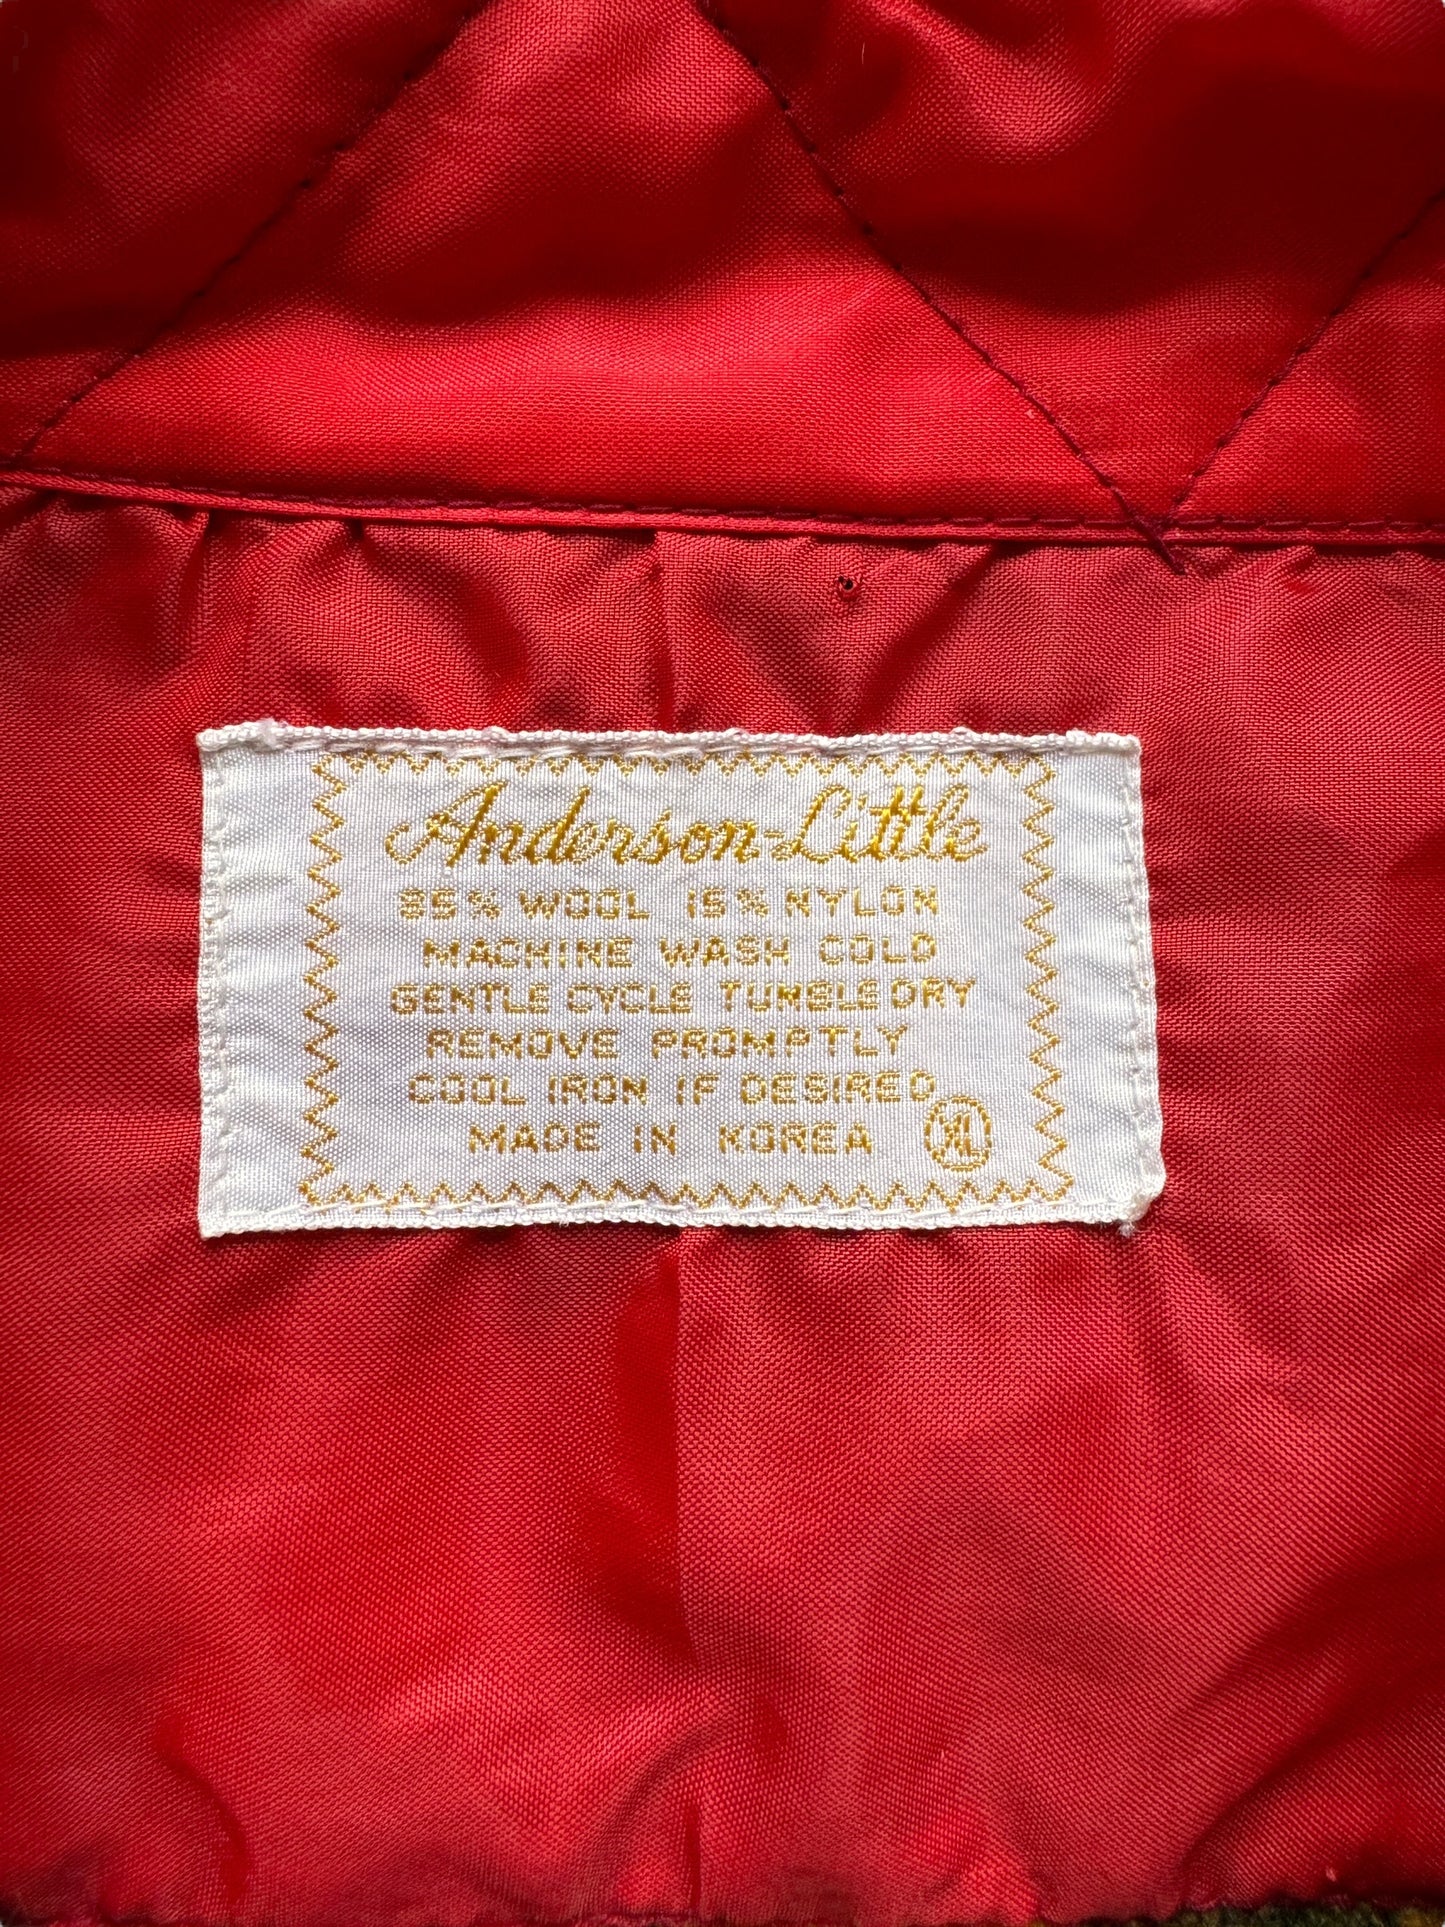 Anderson-Little
85% WOOL 15% NYLON
MACHINE WASH COLD
GENTLE CYCLE TUMBLE DRY
REMOVE PROMPTLY
COOL IRON IF DESIRED
MADE IN KOREA XL